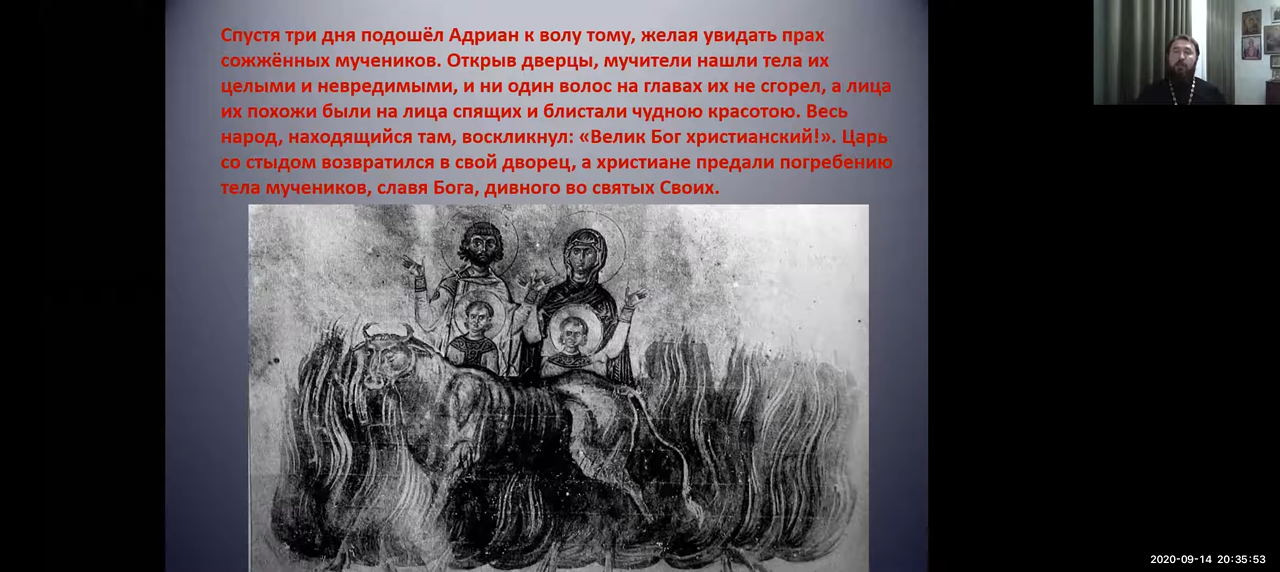 Спустя три дня подошёл Адриан к волу тому, желая увидать прах
сожжённых мучеников. Открыв дверцы, мучители нашли тела их
целыми и невредимыми, и ни один волос на главах их не сгорел, а лица
их похожи были на лица спящих и блистали чудною красотою. Весь
народ, находящийся там, воскликнул: «Велик Бог христианский!». Царь
со стыдом возвратился в свой дворец, а христиане предали погребению
тела мучеников, славя Бога, дивного во святых Своих.
2020-09-14 20:35:53